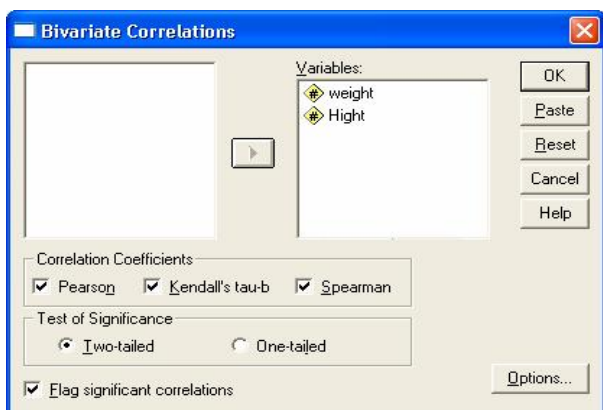 Bivariate Correlations
Variables:
weight
Hight
OK
Paste
Reset
Cancel
Help
Correlation Coefficients
Pearson Kendall's tau-b Spearman
Test of Significance
Two-tailed One-tailed
Flag significant correlations
Options...